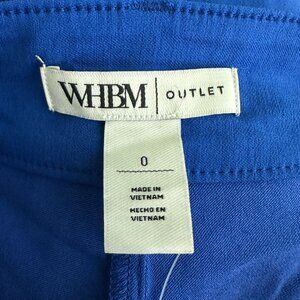 WHBM | OUTLET
0
MADE IN
VIETNAM
HECHO EN
VIETNAM